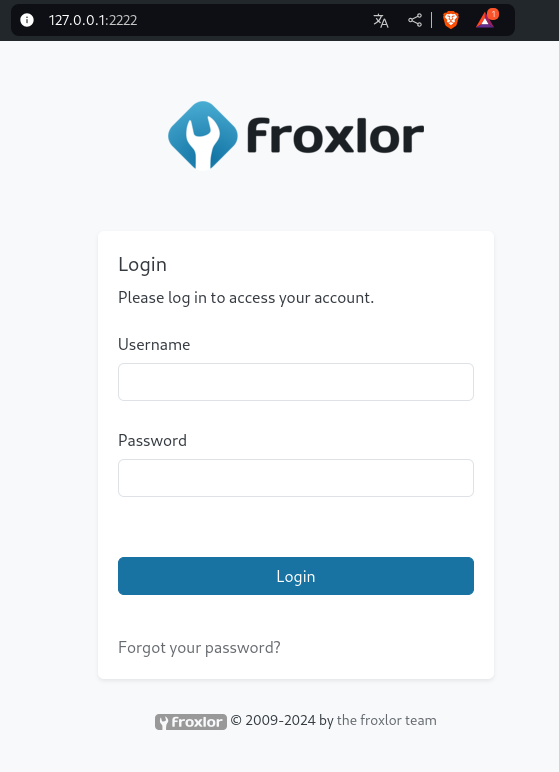 127.0.0.1:2222
1
froxlor
Login
Please log in to access your account.
Username
Password
Login
Forgot your password?
froxlor © 2009-2024 by the froxlor team